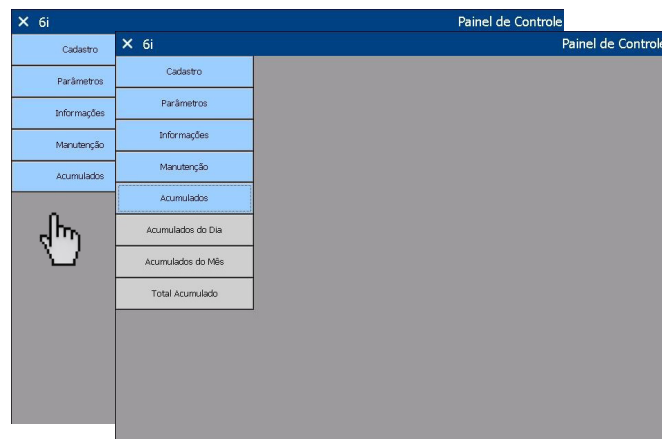 6i Painel de Controle
Cadastro
Parâmetros
Informações
Manutenção
Acumulados
6i Painel de Controle
Cadastro
Parâmetros
Informações
Manutenção
Acumulados
Acumulados do Dia
Acumulados do Mês
Total Acumulado